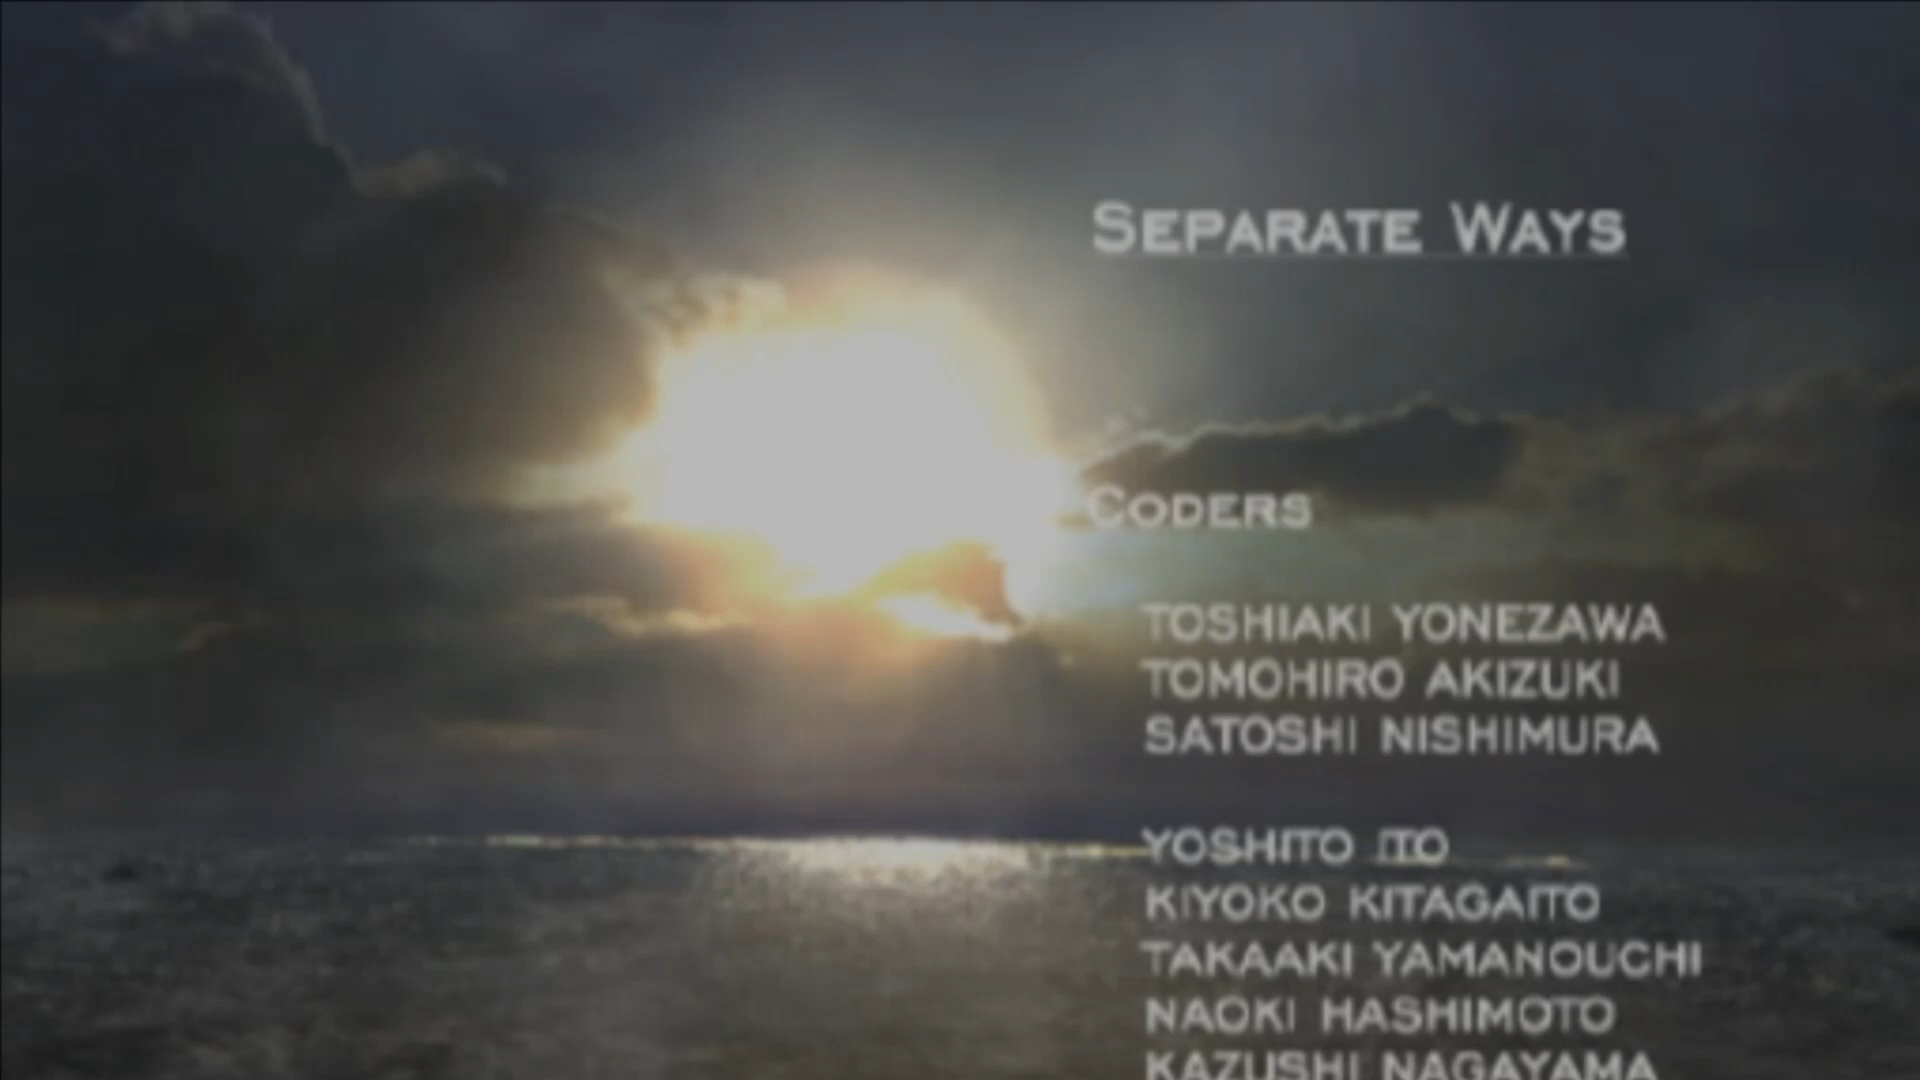 SEPARATE WAYS
CODERS
TOSHIAKI YONEZAWA
TOMOHIRO AKIZUKI
SATOSHI NISHIMURA
YOSHITO ITO
KIYOKO KITAGAITO
TAKAAKI YAMANOUCHI
NAOKI HASHIMOTO
KAZUSHI NAGAYAMA